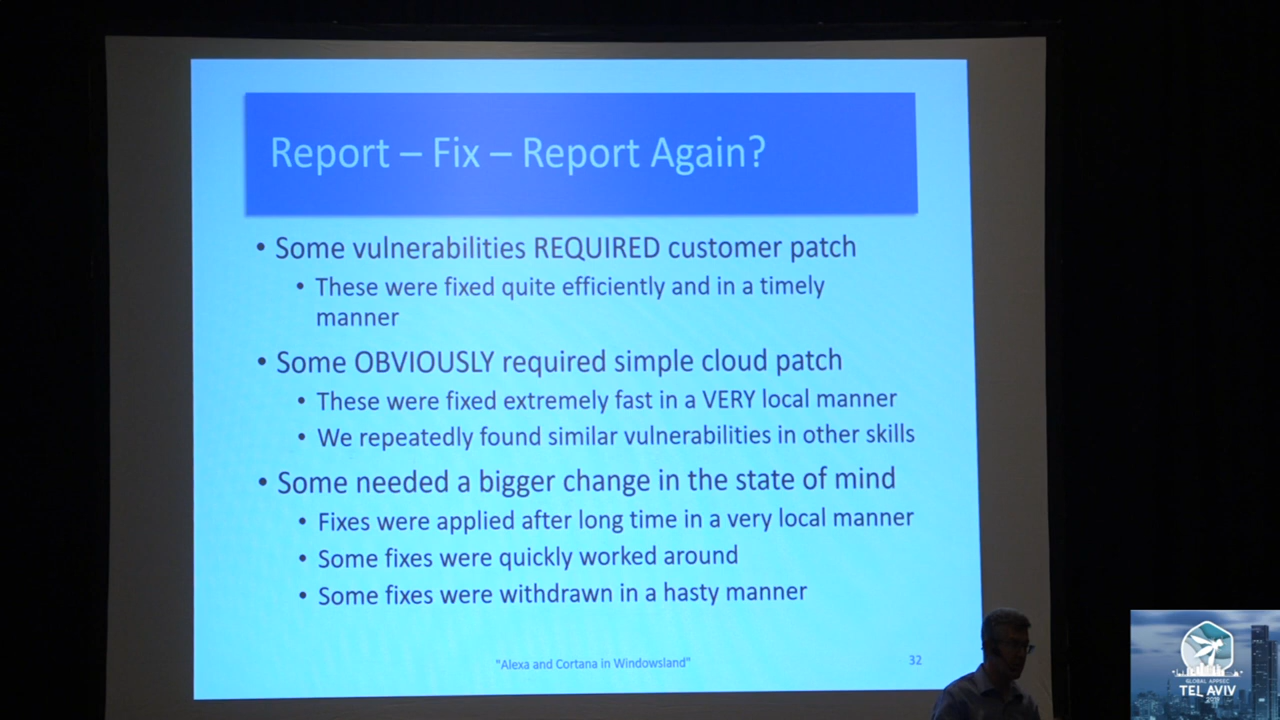 Report – Fix – Report Again?
• Some vulnerabilities REQUIRED customer patch
• These were fixed quite efficiently and in a timely
manner
• Some OBVIOUSLY required simple cloud patch
• These were fixed extremely fast in a VERY local manner
• We repeatedly found similar vulnerabilities in other skills
• Some needed a bigger change in the state of mind
• Fixes were applied after long time in a very local manner
• Some fixes were quickly worked around
• Some fixes were withdrawn in a hasty manner
"Alexa and Cortana in Windowsland"
32
GLOBAL APPSEC
TEL AVIV
2019